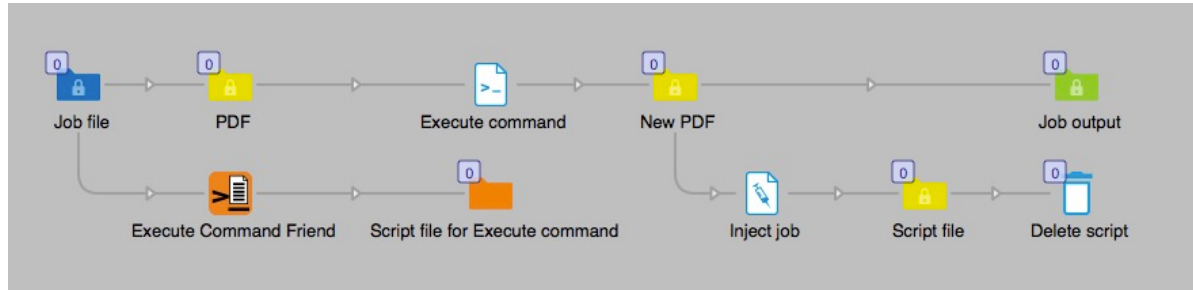 0 0 0 0
Job file PDF Execute command New PDF Job output
0 0 0
Execute Command Friend Script file for Execute command Inject job Script file Delete script